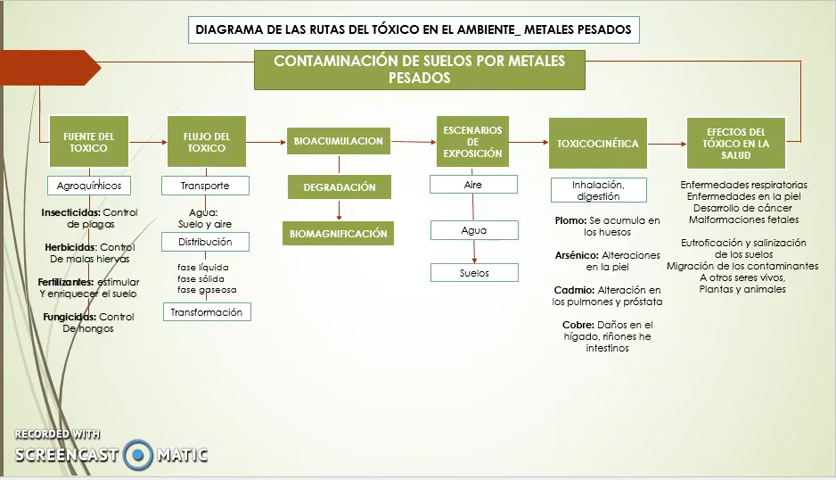 DIAGRAMA DE LAS RUTAS DEL TÓXICO EN EL AMBIENTE_ METALES PESADOS
CONTAMINACIÓN DE SUELOS POR METALES
PESADOS
FUENTE DEL
TOXICO
Agroquímicos
Insecticidas: Control
de plagas
Herbicidas: Control
De malas hiervas
Fertilizantes: estimular
Y enriquecer el suelo
Fungicidas: Control
De hongos
FLUJO DEL
TOXICO
Transporte
Agua:
Suelo y aire
Distribución
fase líquida
fase sólida
fase gaseosa
Transformación
BIOACUMULACION
DEGRADACIÓN
BIOMAGNIFICACIÓN
ESCENARIOS
DE
EXPOSICIÓN
Aire
Agua
Suelos
TOXICOCINÉTICA
Inhalación,
digestión
Plomo: Se acumula en
los huesos
Arsénico: Alteraciones
en la piel
Cadmio: Alteración en
los pulmones y próstata
Cobre: Daños en el
hígado, riñones he
intestinos
EFECTOS DEL
TÓXICO EN LA
SALUD
Enfermedades respiratorias
Enfermedades en la piel
Desarrollo de cáncer
Malformaciones fetales
Eutroficación y salinización
de los suelos
Migración de los contaminantes
A otros seres vivos,
Plantas y animales
RECORDED WITH
SCREENCAST MATIC